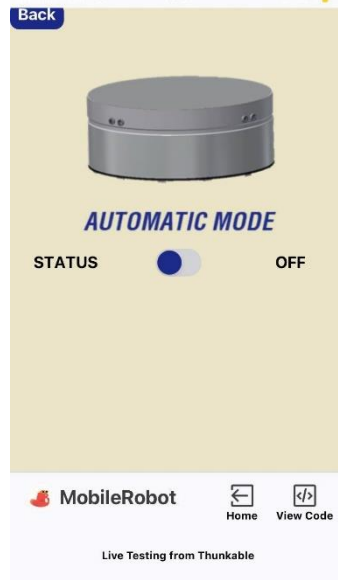 Back
AUTOMATIC MODE
STATUS OFF
MobileRobot
Home View Code
Live Testing from Thunkable